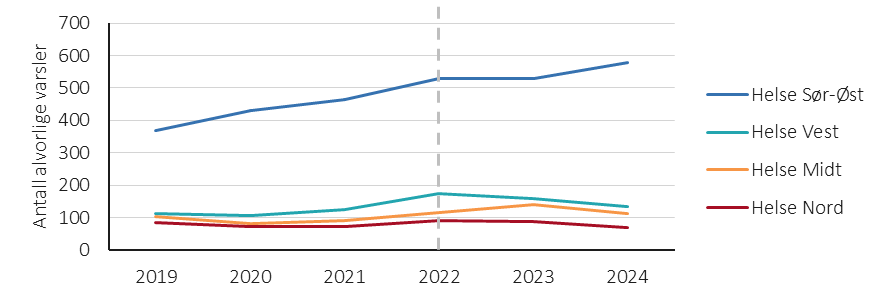 Antall alvorlige varsler
700
600
500
400
300
200
100
0
2019 2020 2021 2022 2023 2024
Helse Sør-Øst
Helse Vest
Helse Midt
Helse Nord